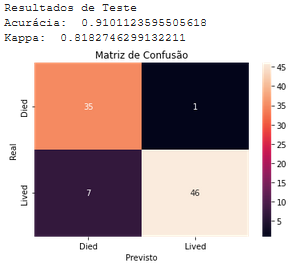 Resultados de Teste
Acurácia:  0.9101123595505618
Kappa:  0.8182746299132211
Matriz de Confusão
Died
35
1
Real
Lived
7
46
Died
Lived
Previsto
45
40
35
30
25
20
15
10
5